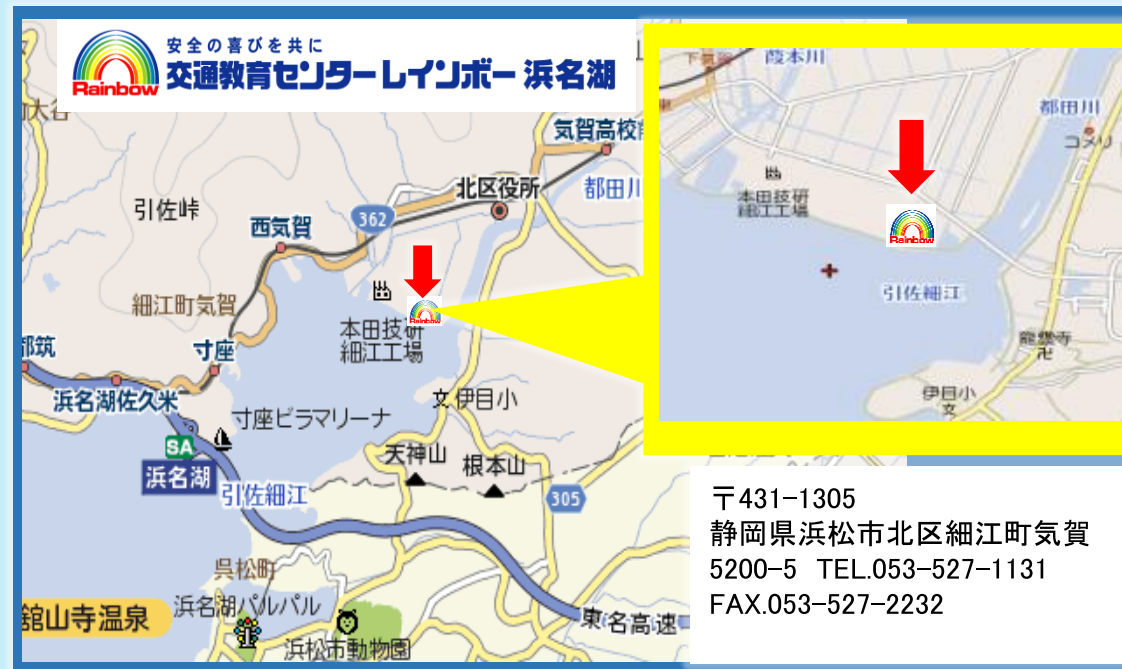 安全の喜びを共に
交通教育センターレインボー 浜名湖
Rainbow
大谷
気賀高校前
都田川
北区役所
362
引佐峠
西気賀
細江町気賀
Rainbow
本田技研
細江工場
都筑
寸座
浜名湖佐久米
寸座ビラマリーナ
文 伊目小
SA
浜名湖
天神山
根本山
引佐細江
305
呉松町
舘山寺温泉
浜名湖パルパル
浜松市動物園
東名高速
葭本川
都田川
コメリ
本田技研
細江工場
Rainbow
引佐細江
龍讚寺
卍
伊目小
文
〒431-1305
静岡県浜松市北区細江町気賀
5200-5 TEL.053-527-1131
FAX.053-527-2232